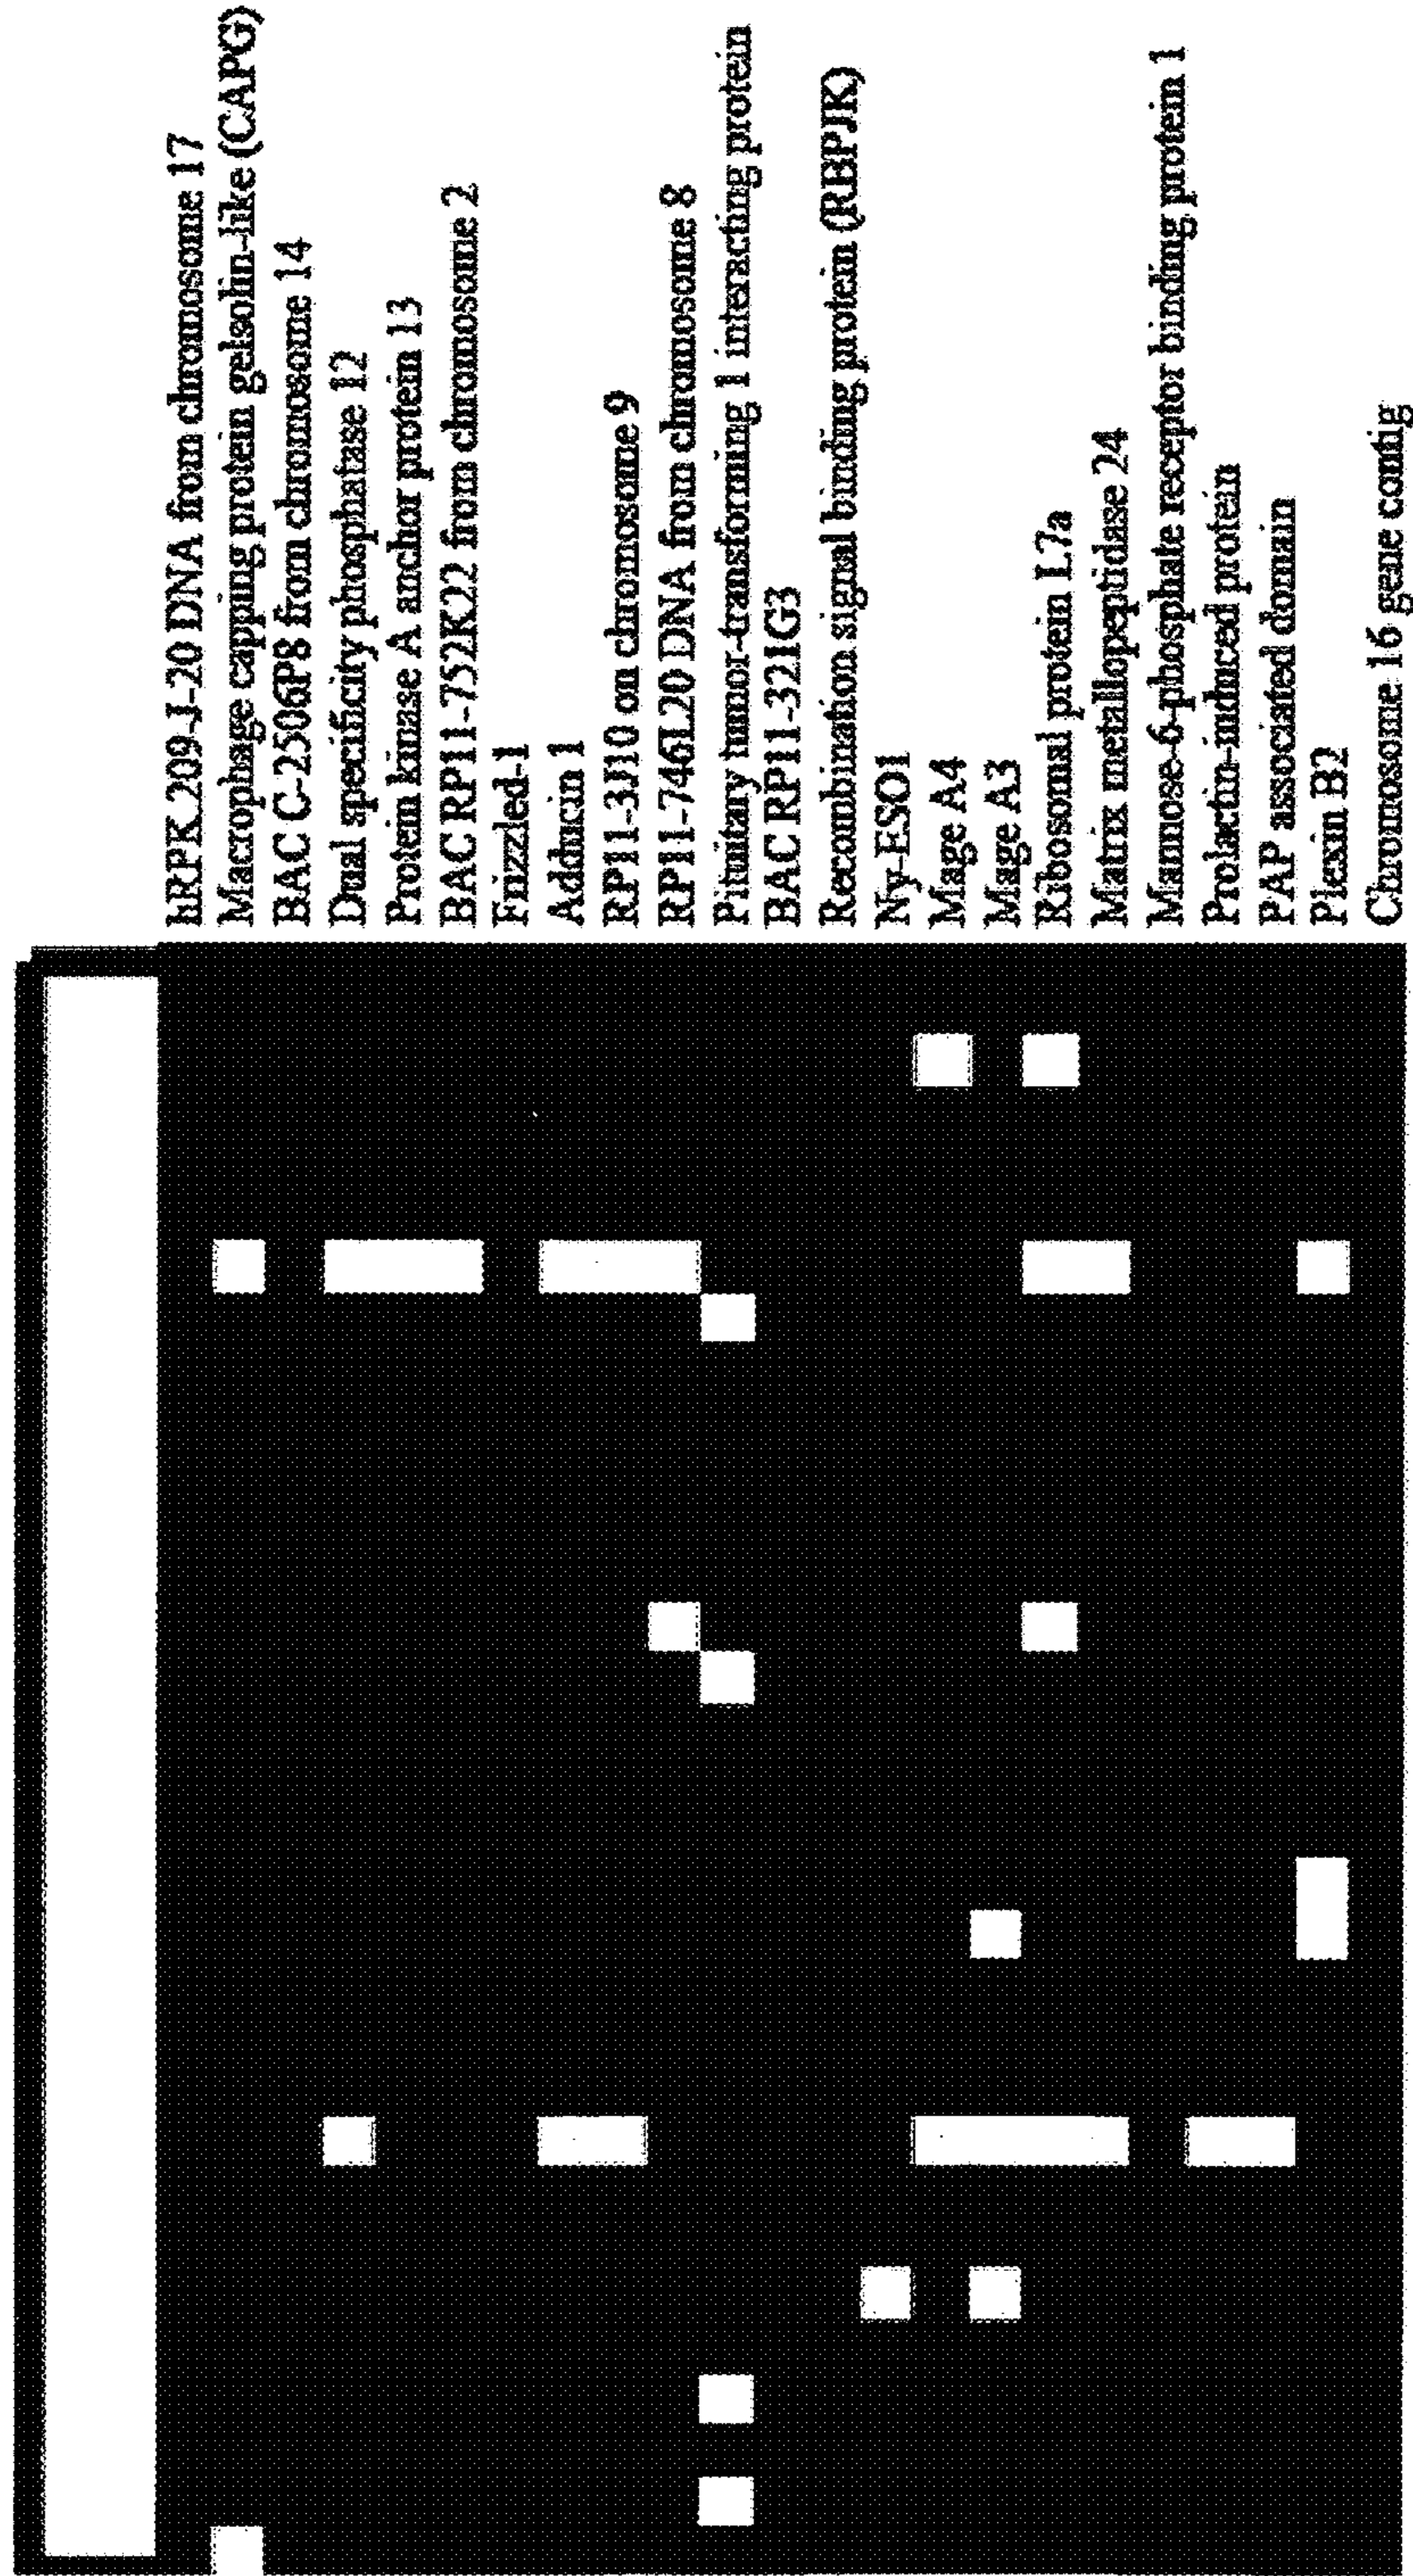 hRPK.209-J-20 DNA from chromosome 17
Macrophage capping protein gelsolin-like (CAPG)
BAC C-2506P8 from chromosome 14
Dual specificity phosphatase 12
Protein kinase A anchor protein 13
BAC RP11-752K22 from chromosome 2
Frizzled-1
Adducin 1
RP11-3J10 on chromosome 9
RP11-746L20 DNA from chromosome 8
Pituitary tumor-transforming 1 interacting protein
BAC RP11-321G3
Recombination signal binding protein (RBPJK)
Ny-ESO1
Mage A4
Mage A3
Ribosomal protein L7a
Matrix metallopeptidase 24
Mannose-6-phosphate receptor binding protein 1
Prolactin-induced protein
PAP associated domain
Plexin B2
Chromosome 16 gene contig